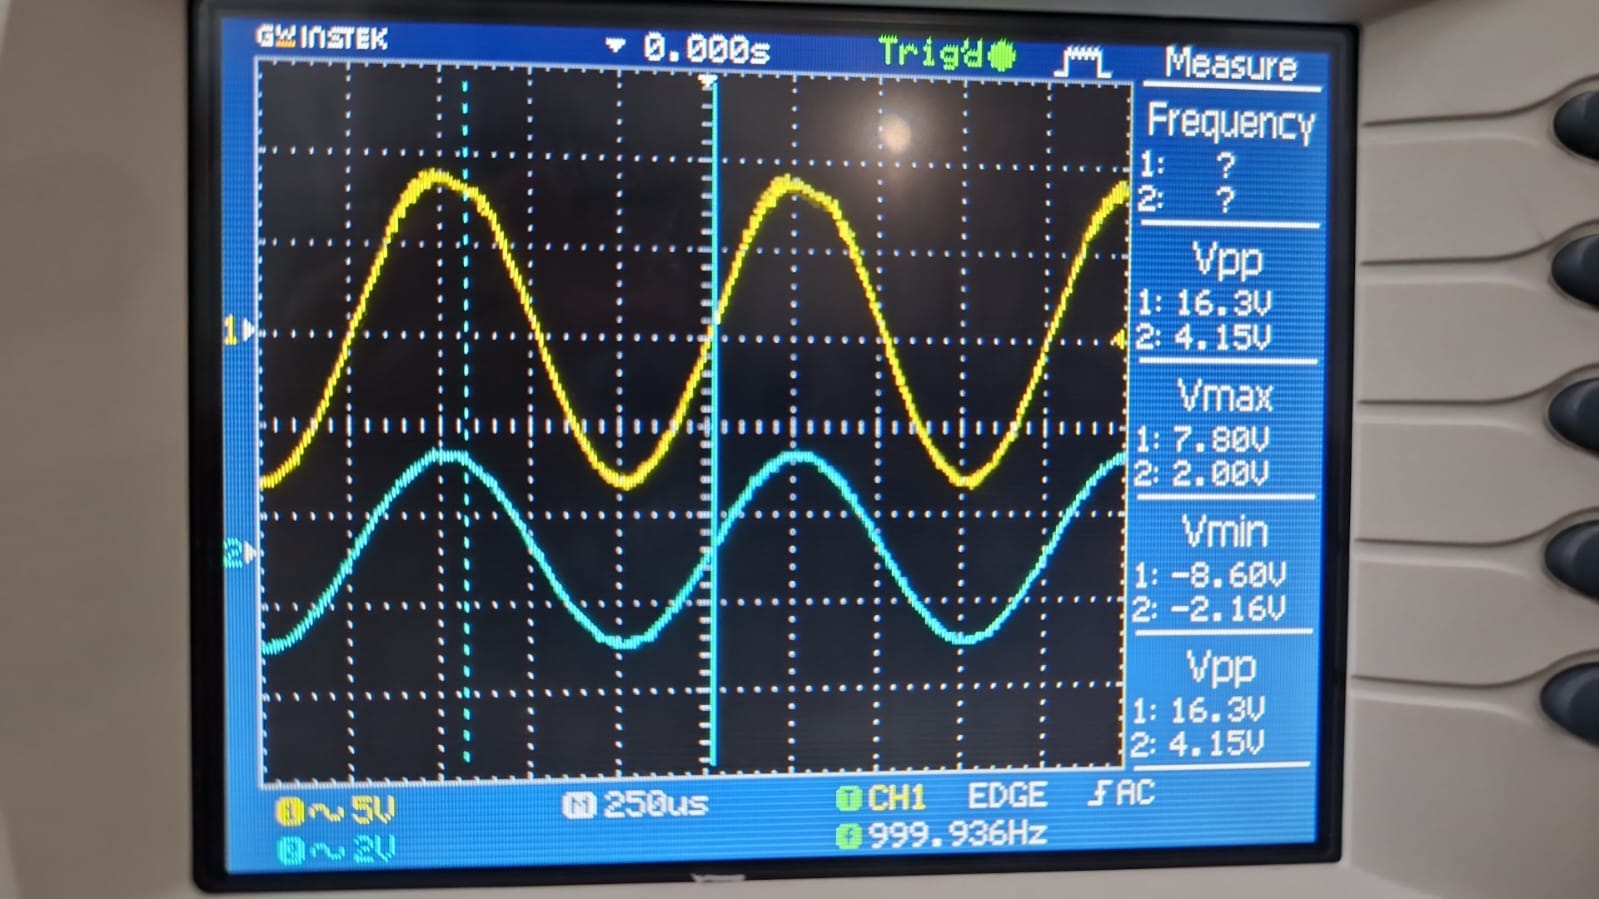 GW INSTEK
0.000s
Trig'd
Measure
Frequency
1: ?
2: ?
Vpp
1: 16.3V
2: 4.15V
Vmax
1: 7.80V
2: 2.00V
Vmin
1: -8.60V
2: -2.16V
Vpp
1: 16.3V
2: 4.15V
1
2
1 ~ 5V
2 ~ 2V
M 250us
T CH1 EDGE AC
f 999.936Hz